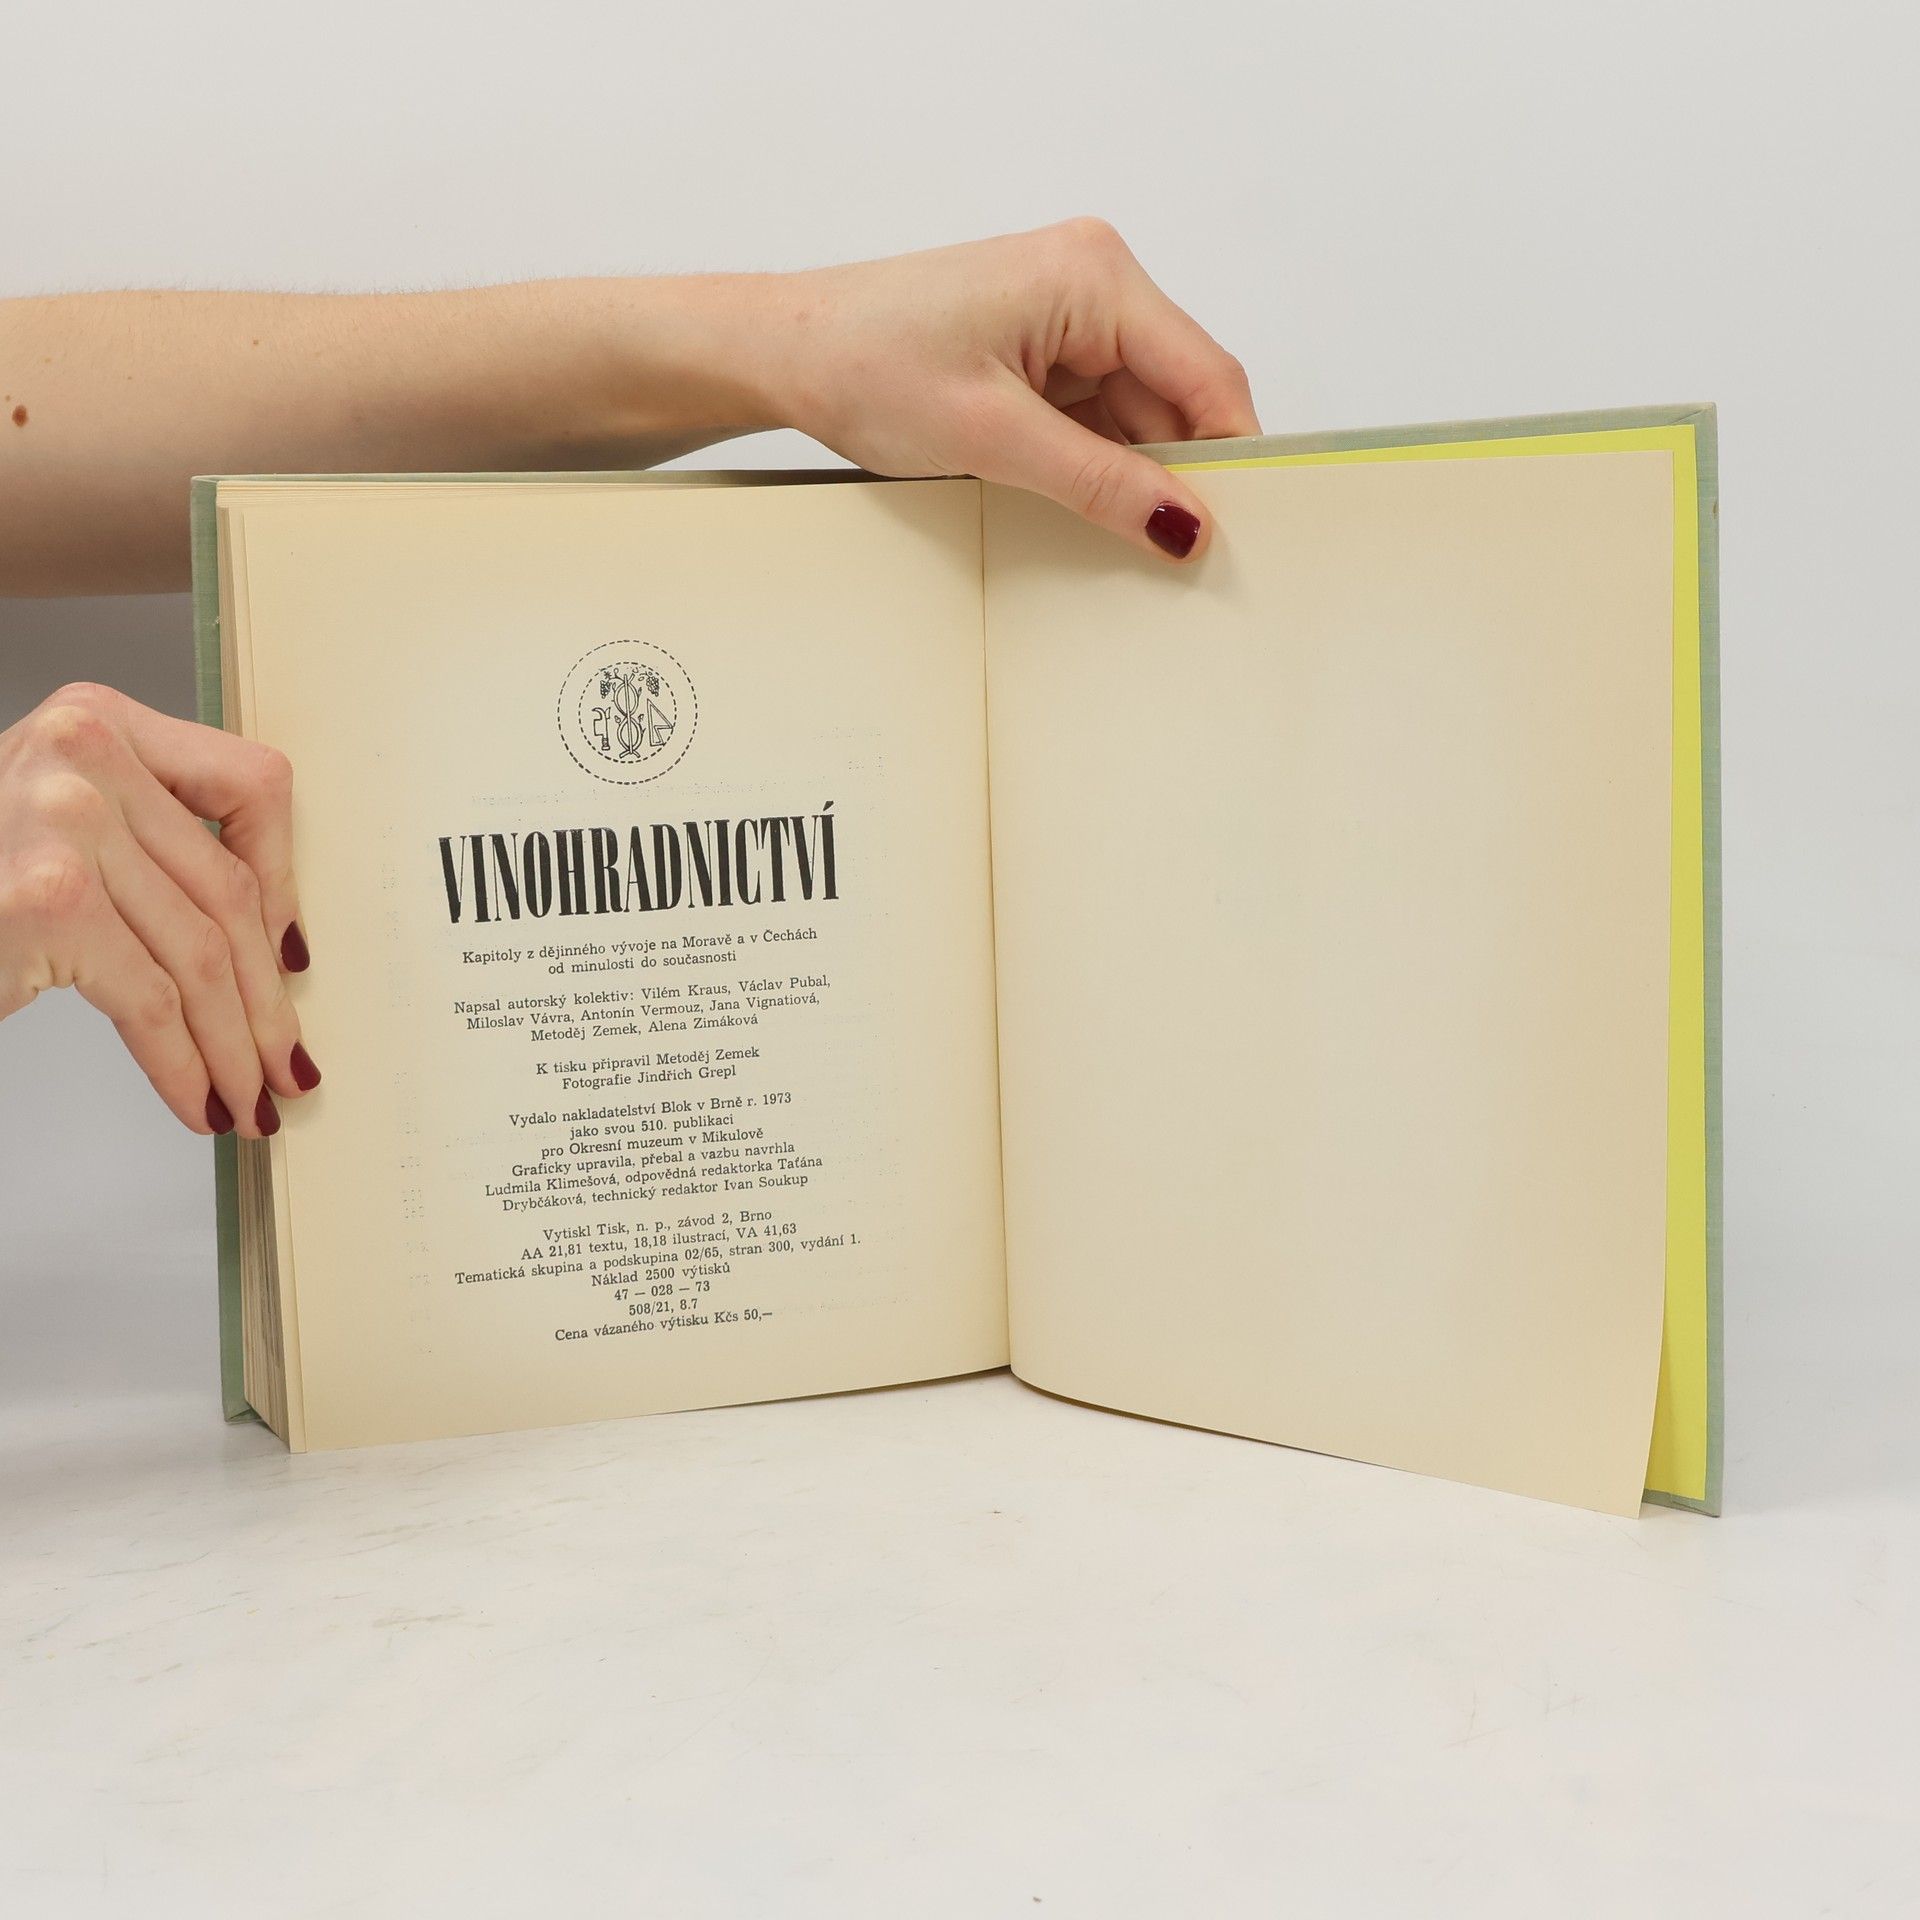 VINOHRADNICTVÍ
Kapitoly z dějinného vývoje na Moravě a v Čechách
od minulosti do současnosti
Napsal autorský kolektiv: Vilém Kraus, Václav Pubal,
Miloslav Vávra, Antonín Vermouz, Jana Vignatiová,
Metoděj Zemek, Alena Zimáková
K tisku připravil Metoděj Zemek
Fotografie Jindřich Grepl
Vydalo nakladatelství Blok v Brně r. 1973
jako svou 510. publikaci
pro Okresní muzeum v Mikulově
Graficky upravila, přebal a vazbu navrhla
Ludmila Klimešová, odpovědná redaktorka Taťána
Drybčáková, technický redaktor Ivan Soukup
Vytiskl Tisk, n. p., závod 2, Brno
AA 21,81 textu, 18,18 ilustrací, VA 41,63
Tematická skupina a podskupina 02/65, stran 300, vydání 1.
Náklad 2500 výtisků
47 — 028 — 73
508/21, 8.7
Cena vázaného výtisku Kčs 50,—